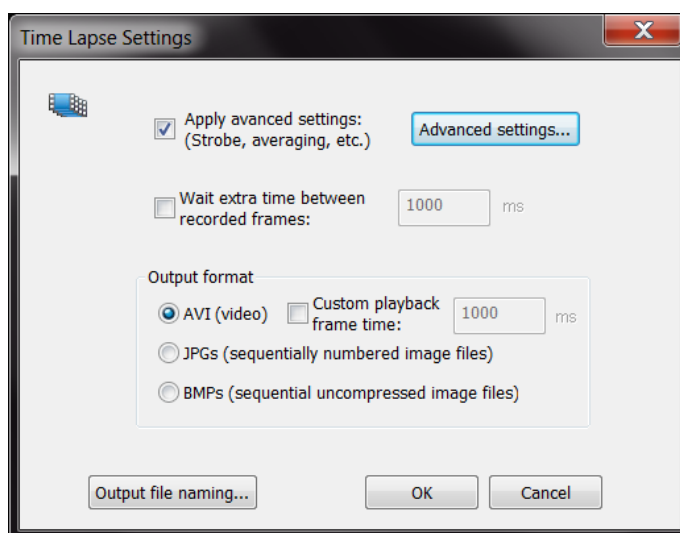 Time Lapse Settings
Apply avanced settings:
(Strobe, averaging, etc.)
Advanced settings...
Wait extra time between
recorded frames:
1000
ms
Output format
AVI (video)
Custom playback
frame time:
1000
ms
JPGs (sequentially numbered image files)
BMPs (sequential uncompressed image files)
Output file naming...
OK
Cancel